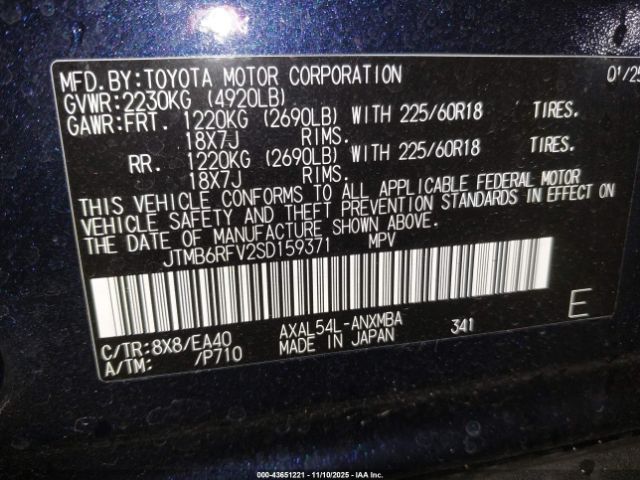 MFD.BY:TOYOTA MOTOR CORPORATION 01/25
GVWR:2230KG (4920LB)
GAWR:FRT. 1220KG (2690LB) WITH 225/60R18 TIRES.
18X7J RIMS.
RR. 1220KG (2690LB) WITH 225/60R18 TIRES.
18X7J RIMS.
THIS VEHICLE CONFORMS TO ALL APPLICABLE FEDERAL MOTOR
VEHICLE SAFETY AND THEFT PREVENTION STANDARDS IN EFFECT ON
THE DATE OF MANUFACTURE SHOWN ABOVE.
JTMB6RFV2SD159371 MPV
E
C/TR:8X8/EA40 AXAL54L-ANXMBA 341
A/TM: /P710 MADE IN JAPAN
000-43651221 - 11/10/2025 - IAA Inc.